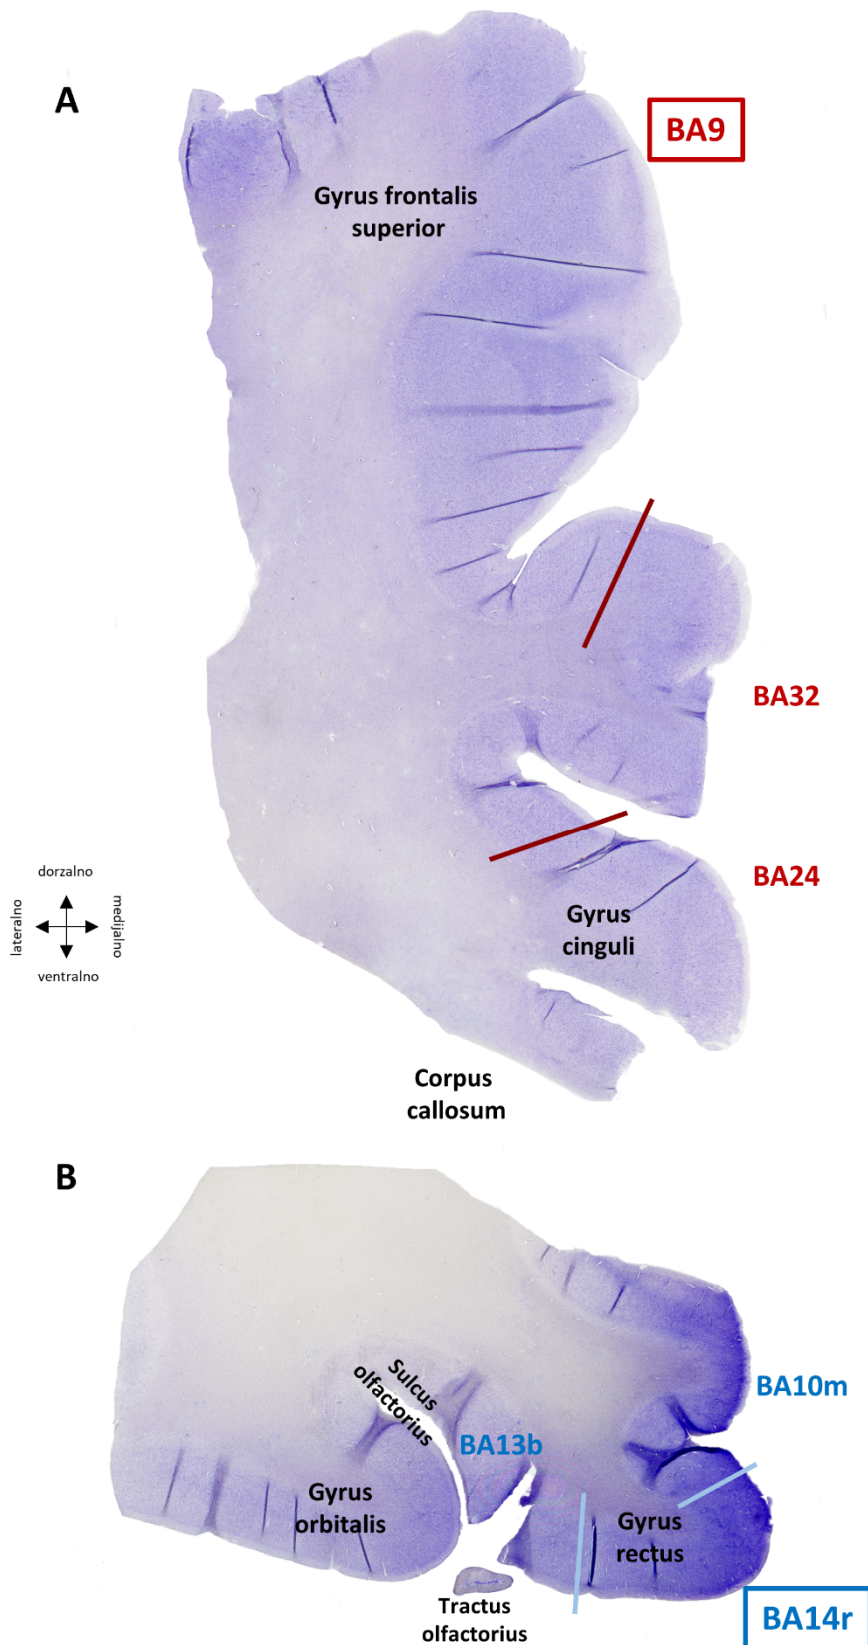 A
BA9
Gyrus frontalis
superior
BA32
BA24
dorzalno
lateralno
medijalno
ventralno
Gyrus
cinguli
Corpus
callosum
B
Sulcus
olfactorius
BA10m
BA13b
Gyrus
orbitalis
Gyrus
rectus
Tractus
olfactorius
BA14r